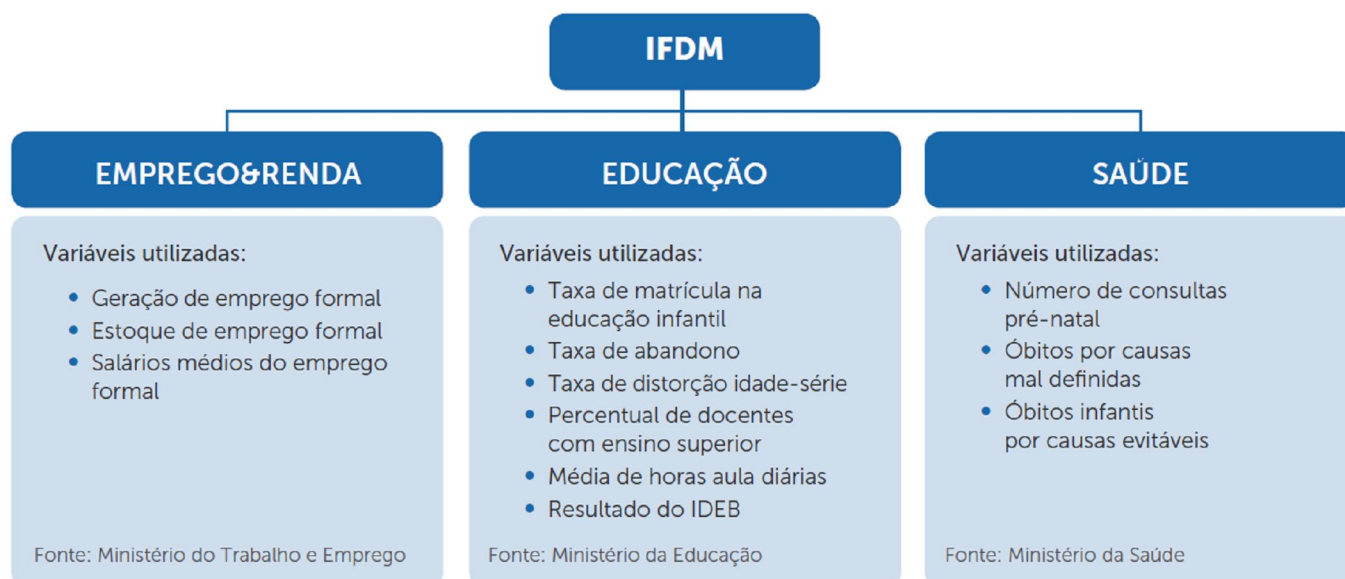 IFDM
EMPREGO&RENDA
Variáveis utilizadas:
• Geração de emprego formal
• Estoque de emprego formal
• Salários médios do emprego
formal
Fonte: Ministério do Trabalho e Emprego
EDUCAÇÃO
Variáveis utilizadas:
• Taxa de matrícula na
educação infantil
• Taxa de abandono
• Taxa de distorção idade-série
• Percentual de docentes
com ensino superior
• Média de horas aula diárias
• Resultado do IDEB
Fonte: Ministério da Educação
SAÚDE
Variáveis utilizadas:
• Número de consultas
pré-natal
• Óbitos por causas
mal definidas
• Óbitos infantis
por causas evitáveis
Fonte: Ministério da Saúde